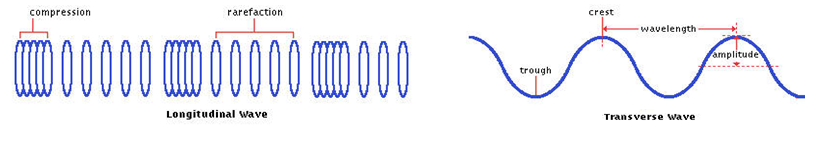 compression
rarefaction
Longitudinal Wave
crest
wavelength
amplitude
trough
Transverse Wave